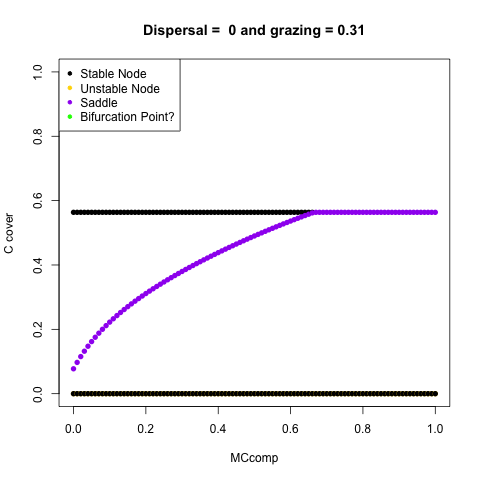 Dispersal =  0 and grazing = 0.31
Stable Node
Unstable Node
Saddle
Bifurcation Point?
1.0
0.8
0.6
0.4
0.2
0.0
C cover
0.0 0.2 0.4 0.6 0.8 1.0
MCcomp